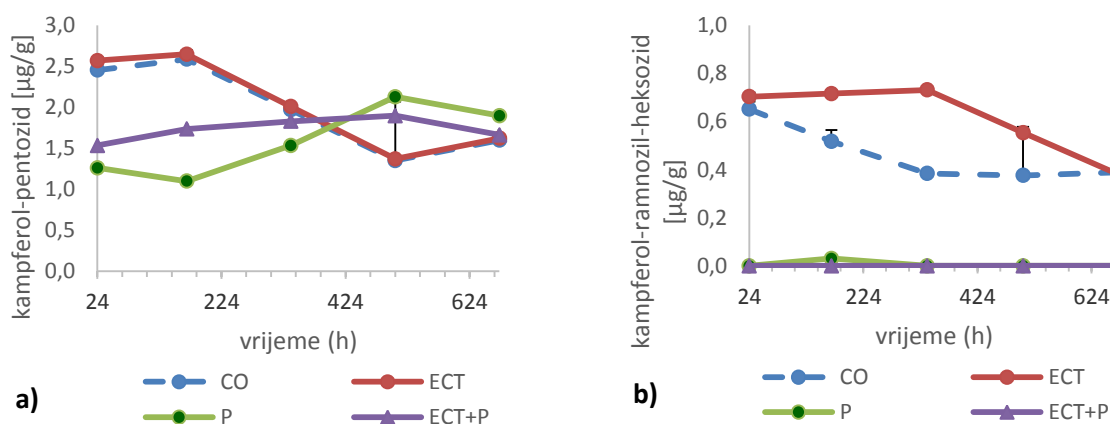 kampferol-pentozid [µg/g]
3,0
2,5
2,0
1,5
1,0
0,5
0,0
24 224 424 624
vrijeme (h)
CO ECT
P ECT+P
a)
kampferol-ramnozil-heksozid
[µg/g]
1,0
0,8
0,6
0,4
0,2
0,0
24 224 424 624
vrijeme (h)
CO ECT
P ECT+P
b)